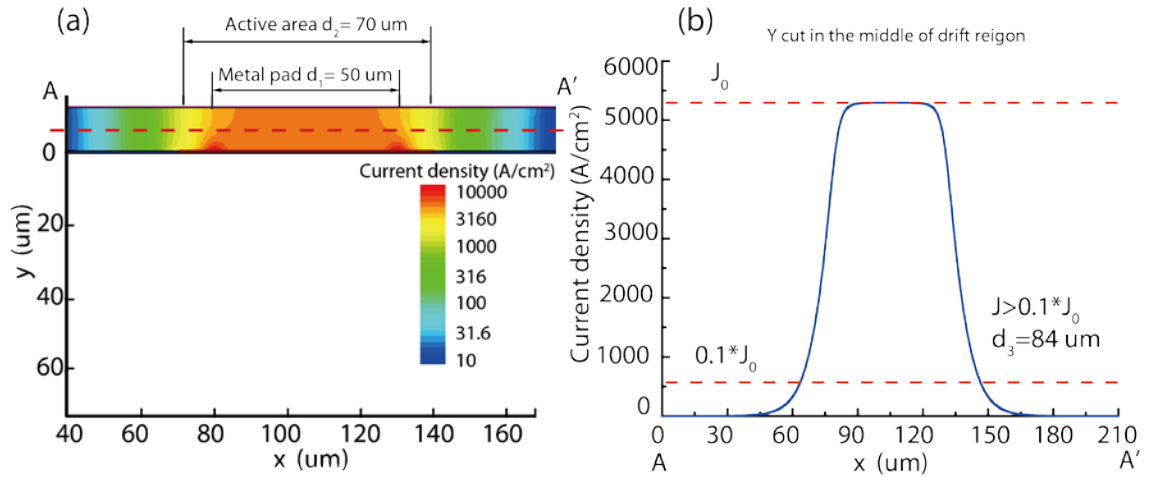 (a)
Active area d₂= 70 um
Metal pad d₁= 50 um
A
A'
0
20
40
60
y (um)
Current density (A/cm²)
10000
3160
1000
316
100
31.6
10
40
60
80
100
120
140
160
x (um)
(b)
Y cut in the middle of drift reigon
6000
5000
4000
3000
2000
1000
0
Current density (A/cm²)
J₀
0.1*J₀
J>0.1*J₀
d₃=84 um
0
30
60
90
120
150
180
210
A
x (um)
A'